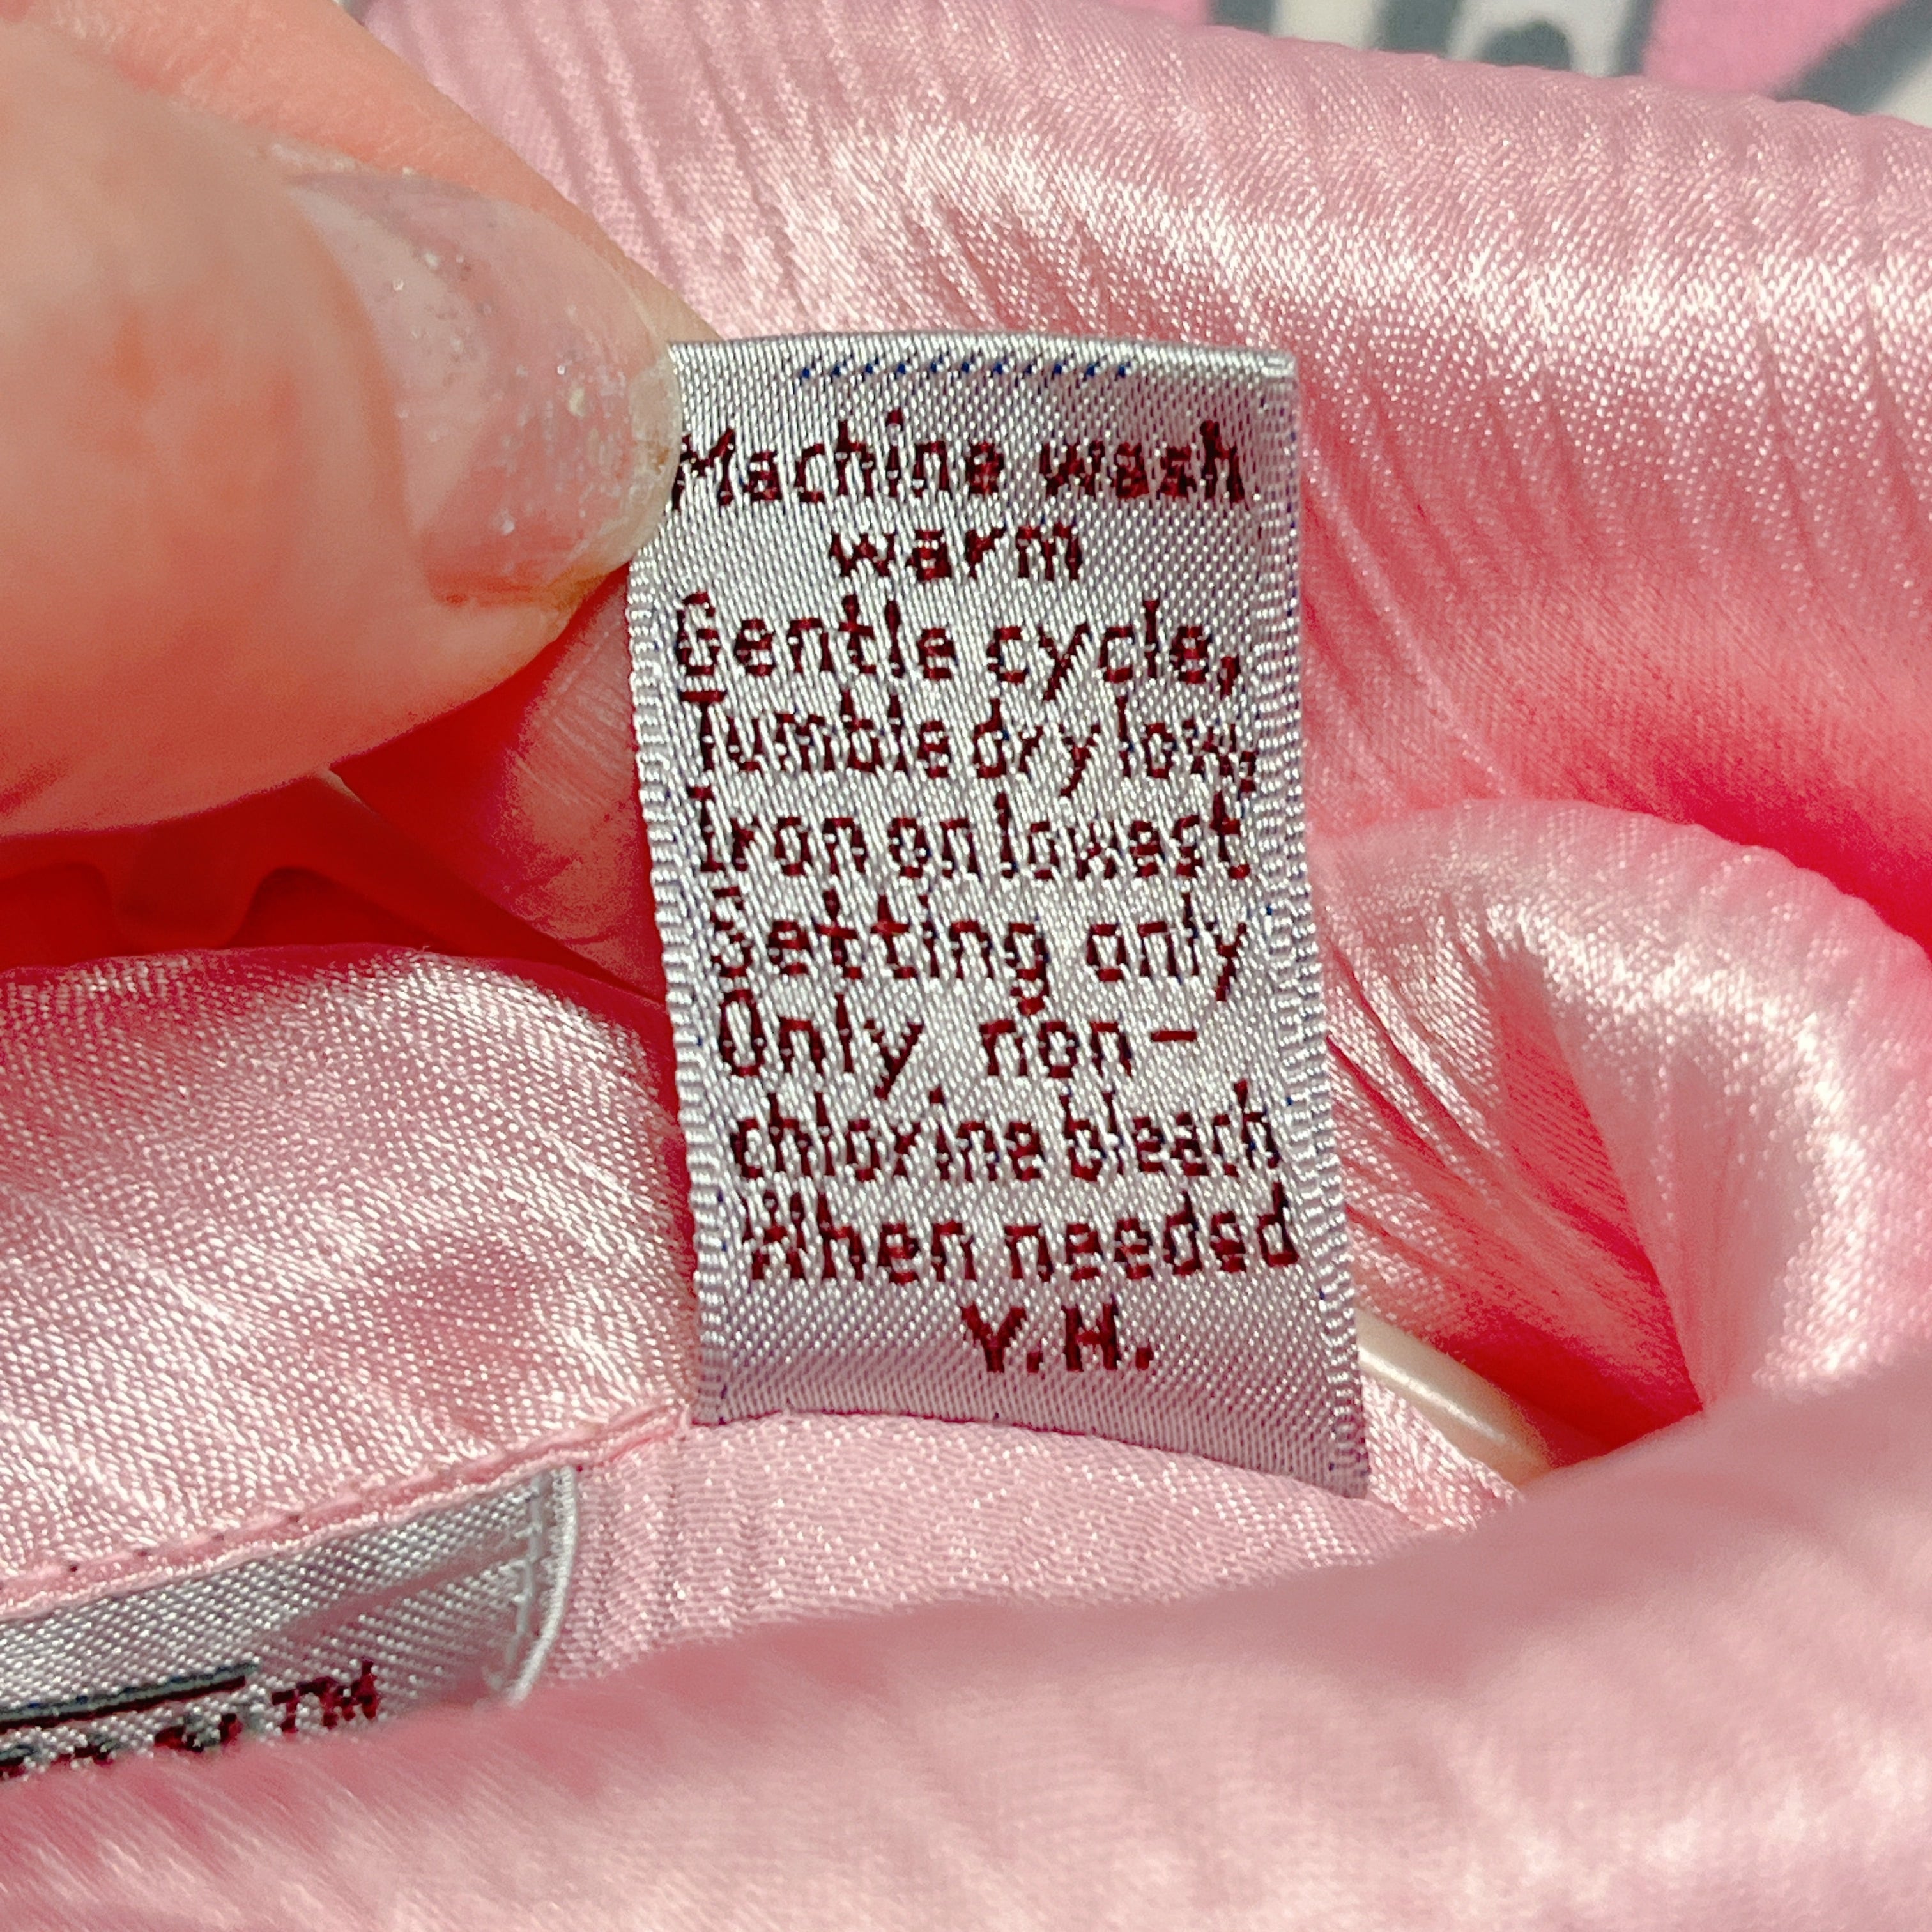 Machine wash
warm
Gentle cycle,
Tumble dry low,
Iron on lowest
Setting only
Only non-
chlorine bleach
When needed
Y.H.
TM